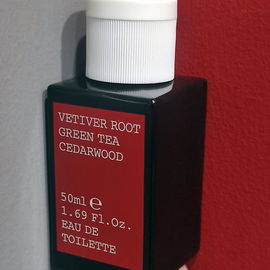 VETIVER ROOT
GREEN TEA
CEDARWOOD
50ml ℮
1.69 Fl.Oz.
EAU DE
TOILETTE